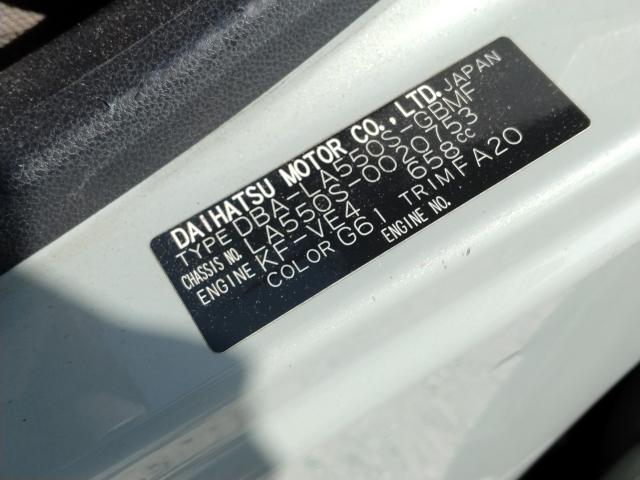 DAIHATSU MOTOR CO., LTD. JAPAN
TYPE DBA-LA550S-GBMF
CHASSIS NO. LA550S-0020753
ENGINE KF-VE4 658cc
COLOR G61 TRIM FA20
ENGINE NO.